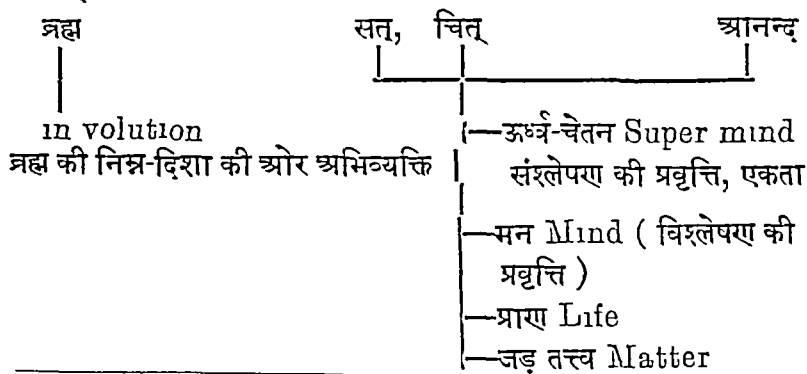 ब्रह्म सत्, चित् आनन्द
in volution
—ऊर्ध्व-चेतन Super mind
ब्रह्म की निम्न-दिशा की ओर अभिव्यक्ति संश्लेषण की प्रवृत्ति, एकता
—मन Mind ( विश्लेषण की
प्रवृत्ति )
—प्राण Life
—जड़ तत्त्व Matter